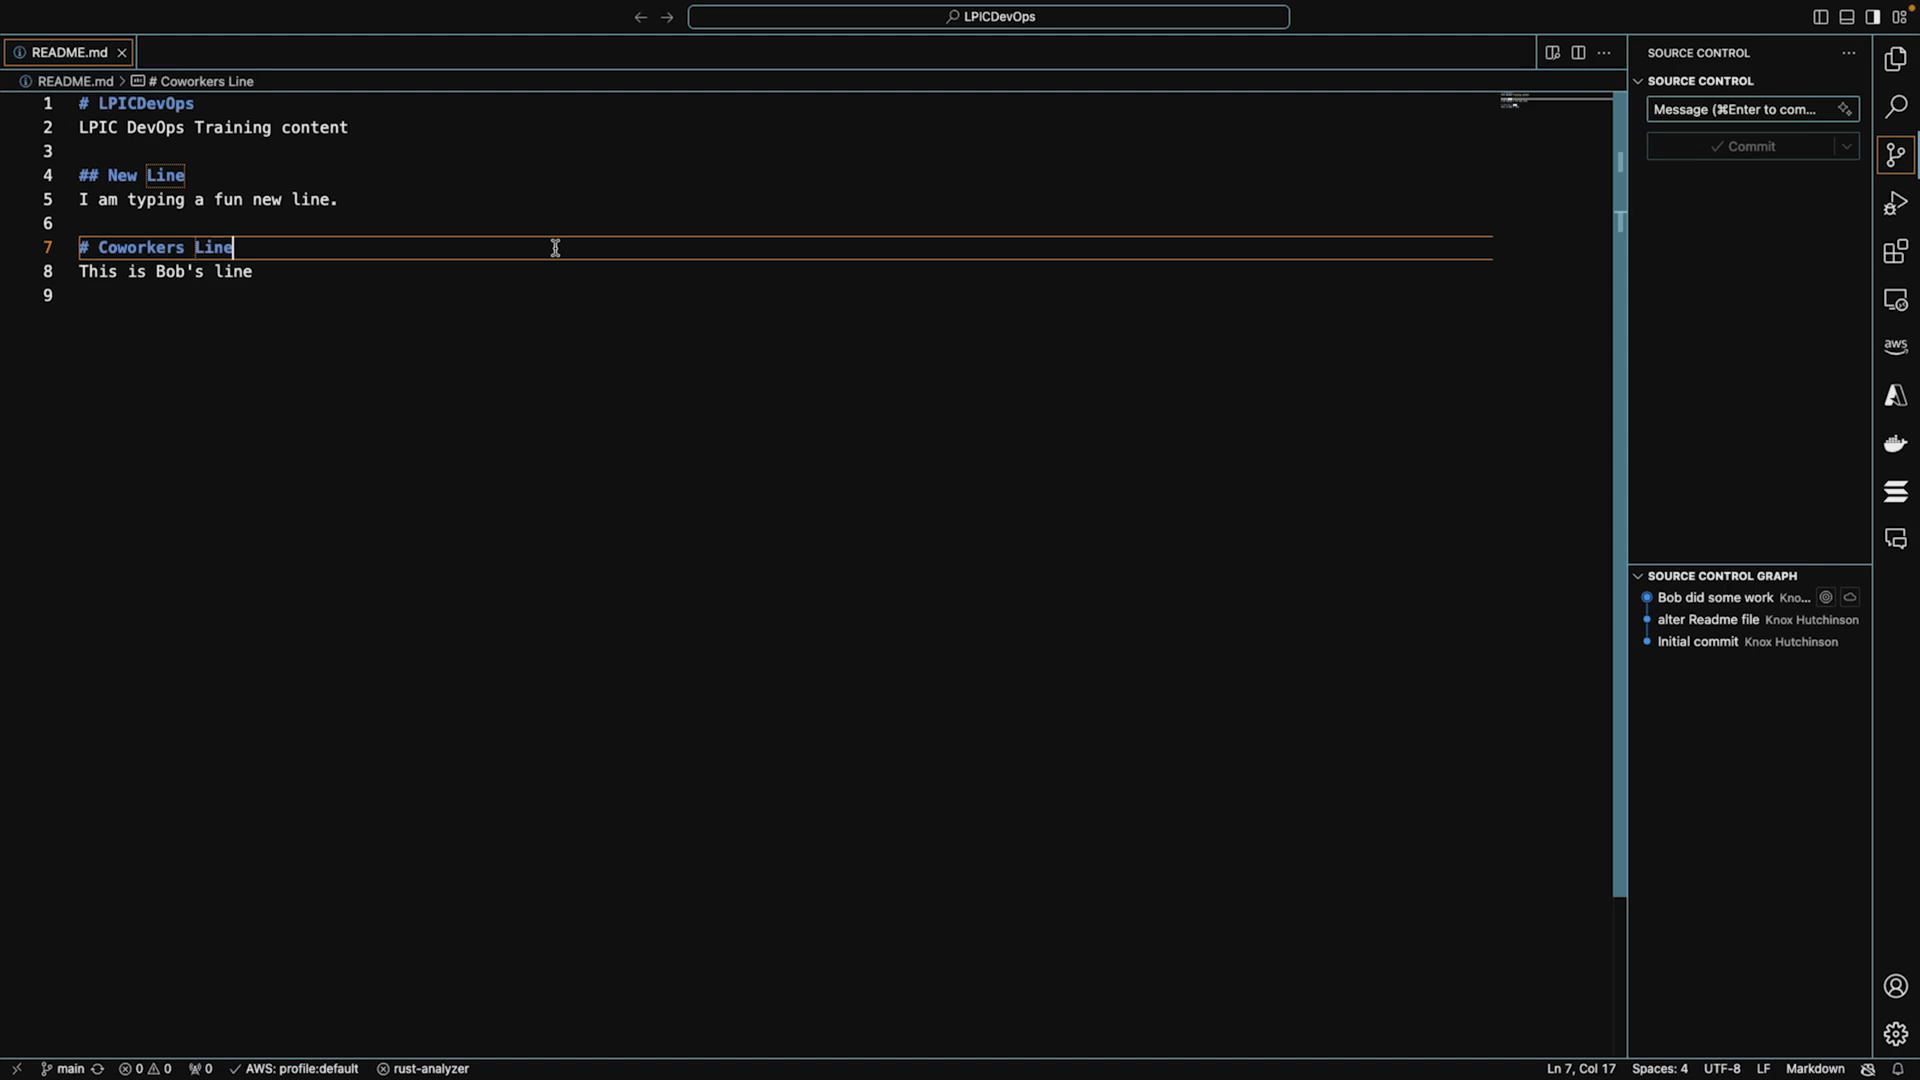 LPICDevOps
README.md
SOURCE CONTROL
README.md > # Coworkers Line
SOURCE CONTROL
1 # LPICDevOps
2 LPIC DevOps Training content
3
4 ## New Line
5 I am typing a fun new line.
6
7 # Coworkers Line
8 This is Bob's line
9
Message (⌘Enter to com...
Commit
aws
SOURCE CONTROL GRAPH
Bob did some work Kno...
alter Readme file Knox Hutchinson
Initial commit Knox Hutchinson
main 0 0 0 AWS: profile:default rust-analyzer Ln 7, Col 17 Spaces: 4 UTF-8 LF Markdown